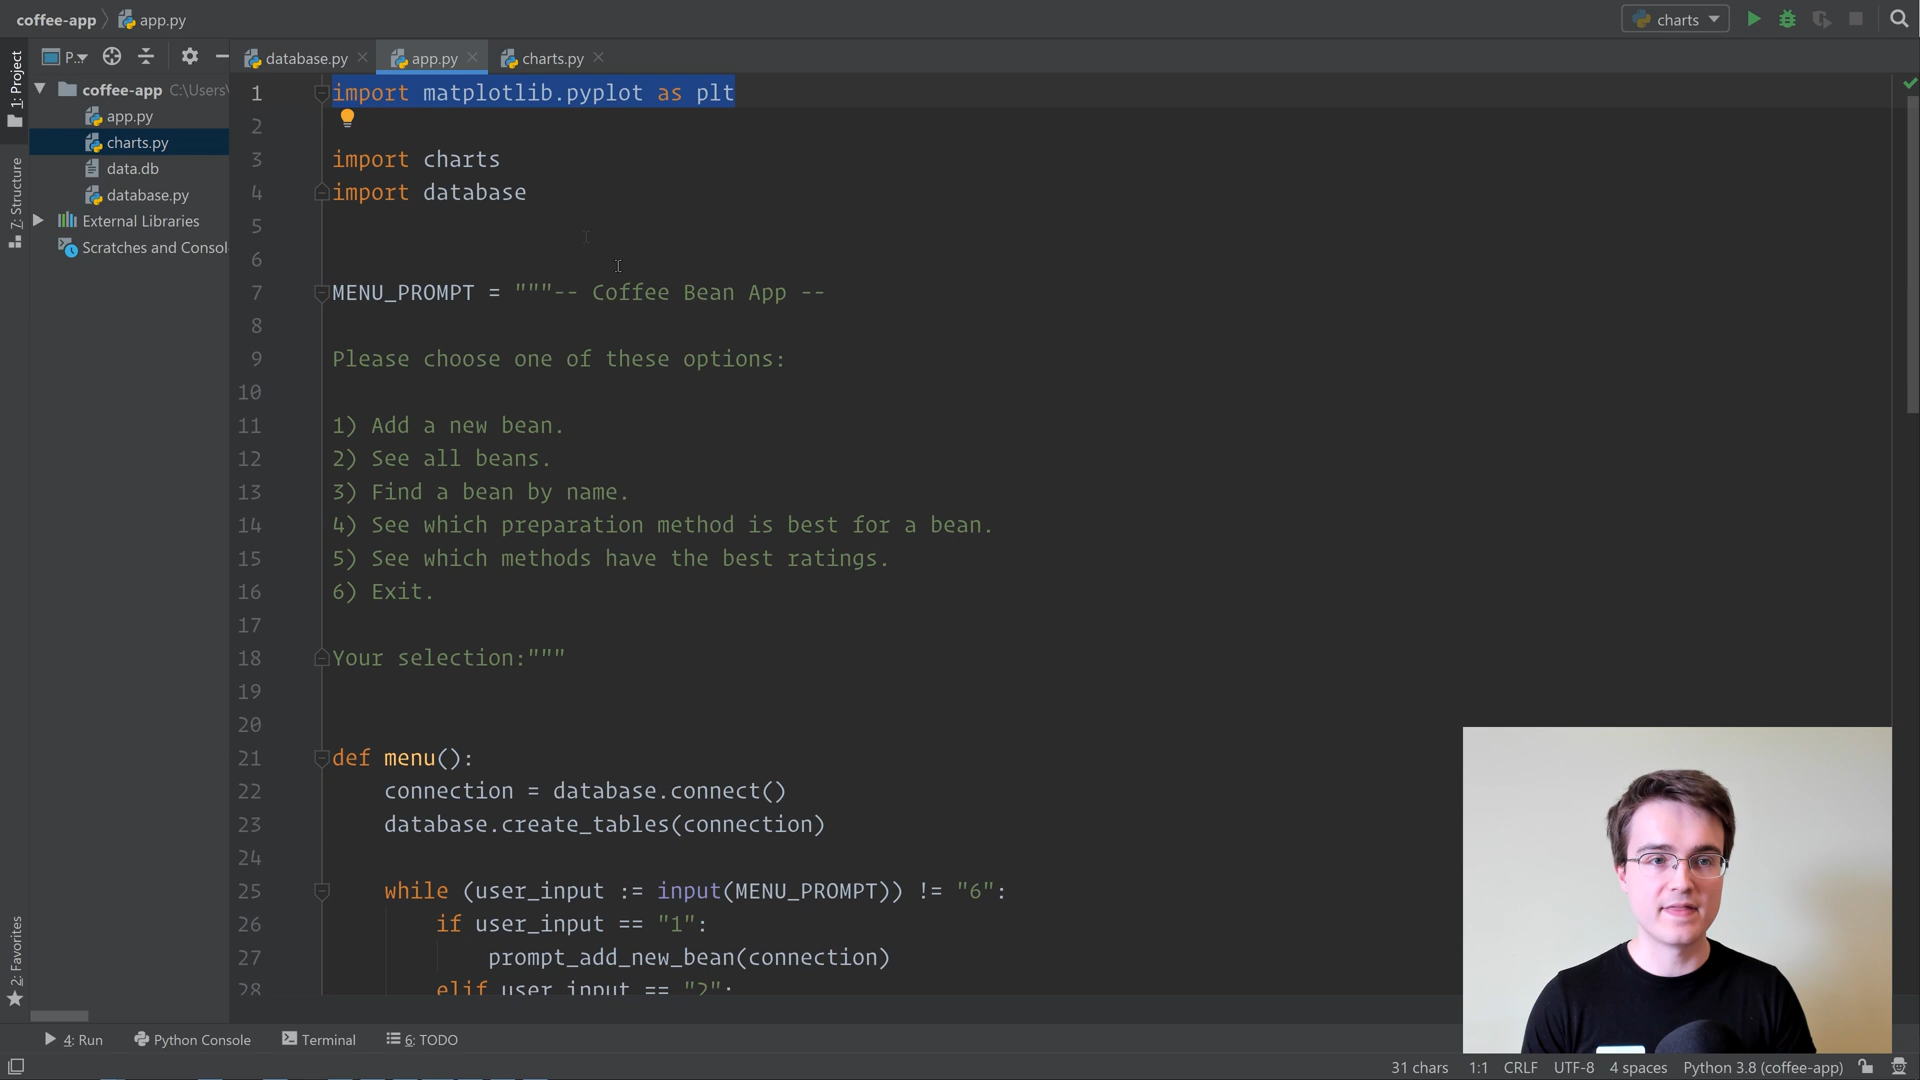 coffee-app
app.py
charts
1: Project
7: Structure
2: Favorites
P..
coffee-app C:\Users\
app.py
charts.py
data.db
database.py
External Libraries
Scratches and Consol
database.py
app.py
charts.py
1 import matplotlib.pyplot as plt
2
3 import charts
4 import database
5
6
7 MENU_PROMPT = """-- Coffee Bean App --
8
9 Please choose one of these options:
10
11 1) Add a new bean.
12 2) See all beans.
13 3) Find a bean by name.
14 4) See which preparation method is best for a bean.
15 5) See which methods have the best ratings.
16 6) Exit.
17
18 Your selection:"""
19
20
21 def menu():
22 connection = database.connect()
23 database.create_tables(connection)
24
25 while (user_input := input(MENU_PROMPT)) != "6":
26 if user_input == "1":
27 prompt_add_new_bean(connection)
28 elif user_input == "2":
4: Run
Python Console
Terminal
6: TODO
31 chars 1:1 CRLF UTF-8 4 spaces Python 3.8 (coffee-app)